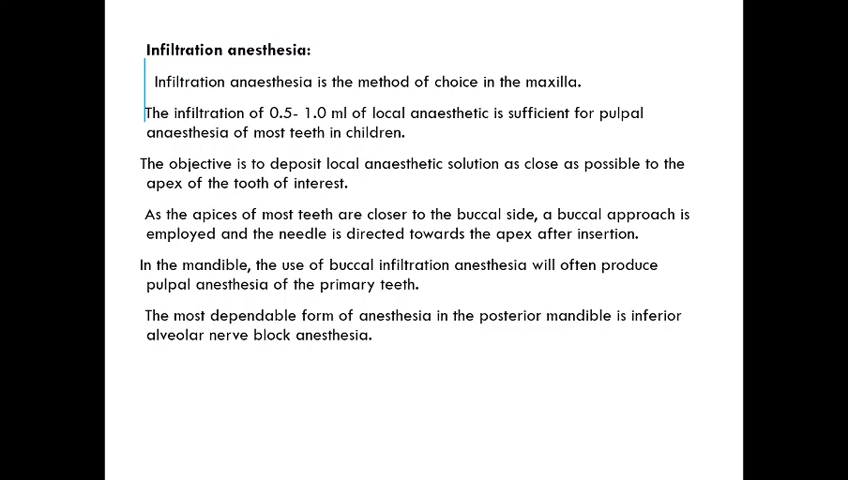 Infiltration anesthesia:
Infiltration anaesthesia is the method of choice in the maxilla.
The infiltration of 0.5- 1.0 ml of local anaesthetic is sufficient for pulpal
anaesthesia of most teeth in children.
The objective is to deposit local anaesthetic solution as close as possible to the
apex of the tooth of interest.
As the apices of most teeth are closer to the buccal side, a buccal approach is
employed and the needle is directed towards the apex after insertion.
In the mandible, the use of buccal infiltration anesthesia will often produce
pulpal anesthesia of the primary teeth.
The most dependable form of anesthesia in the posterior mandible is inferior
alveolar nerve block anesthesia.